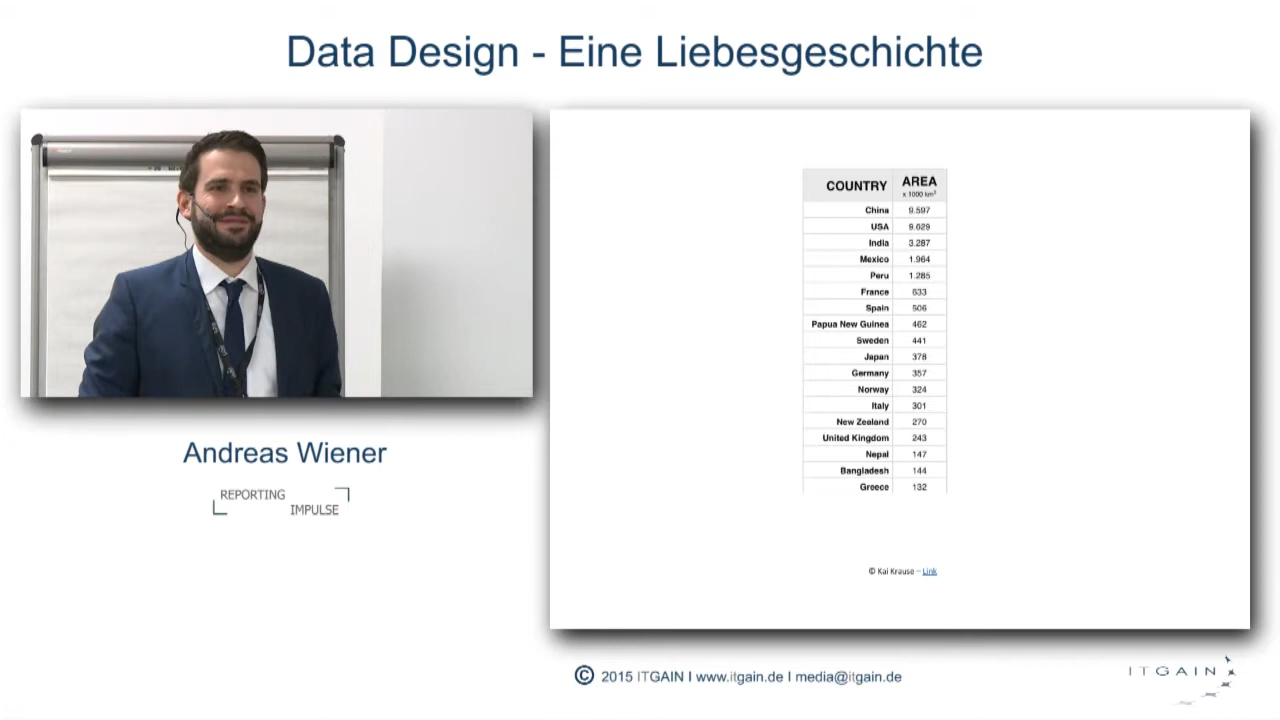 Data Design - Eine Liebesgeschichte
COUNTRY AREA
x 1000 km²
China 9.597
USA 9.629
India 3.287
Mexico 1.964
Peru 1.285
France 633
Spain 506
Papua New Guinea 462
Sweden 441
Japan 378
Germany 357
Norway 324
Italy 301
New Zealand 270
United Kingdom 243
Nepal 147
Bangladesh 144
Greece 132
© Kai Krause – Link
Andreas Wiener
REPORTING
IMPULSE
© 2015 ITGAIN I www.itgain.de I media@itgain.de
ITGAIN